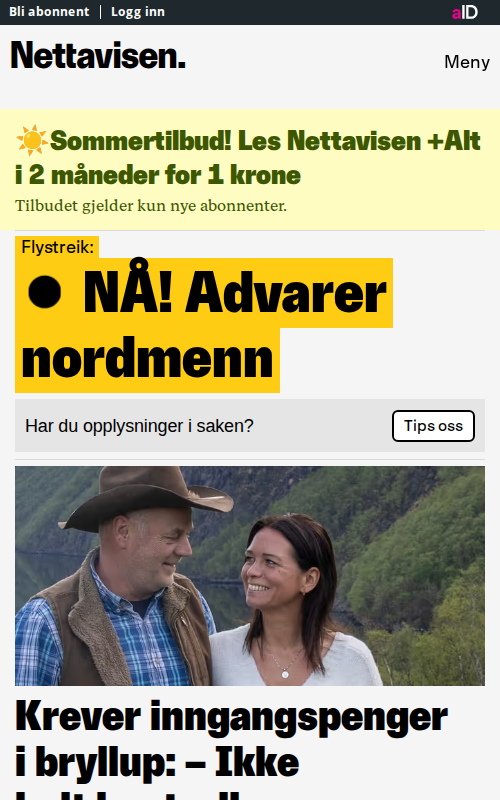 Bli abonnent | Logg inn
aID
Nettavisen.
Meny
☀️Sommertilbud! Les Nettavisen +Alt
i 2 måneder for 1 krone
Tilbudet gjelder kun nye abonnenter.
Flystreik:
● NÅ! Advarer
nordmenn
Har du opplysninger i saken?
Tips oss
Krever inngangspenger
i bryllup: – Ikke